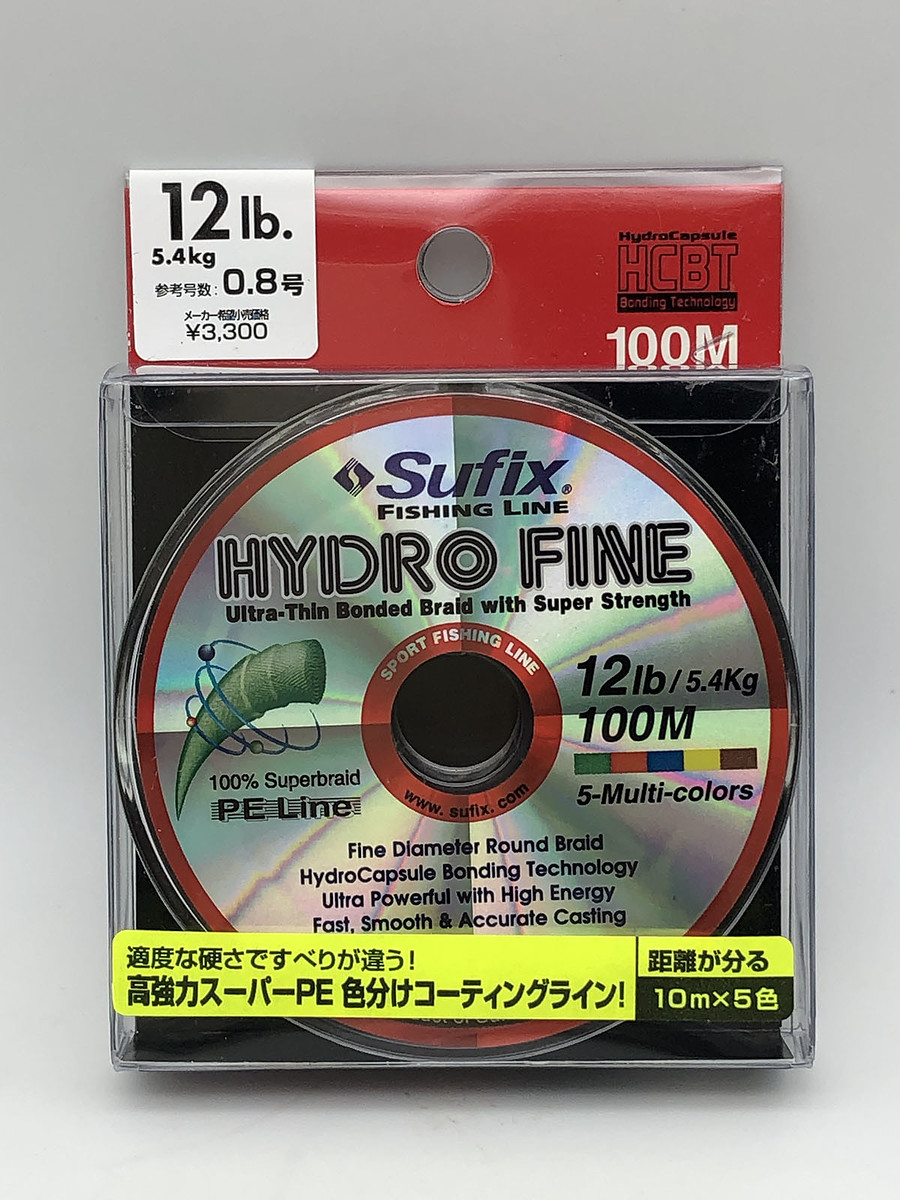 12 lb.
5.4kg
参考号数:0.8号
メーカー希望小売価格
¥3,300
HydroCapsule
HCBT
Bonding Technology
100M
Sufix®
FISHING LINE
HYDRO FINE
Ultra-Thin Bonded Braid with Super Strength
SPORT FISHING LINE
12lb/5.4Kg
100M
5-Multi-colors
100% Superbraid
PE Line
www. sufix. com
Fine Diameter Round Braid
HydroCapsule Bonding Technology
Ultra Powerful with High Energy
Fast, Smooth & Accurate Casting
適度な硬さですべりが違う!
高強力スーパーPE 色分けコーティングライン!
距離が分る
10m×5色